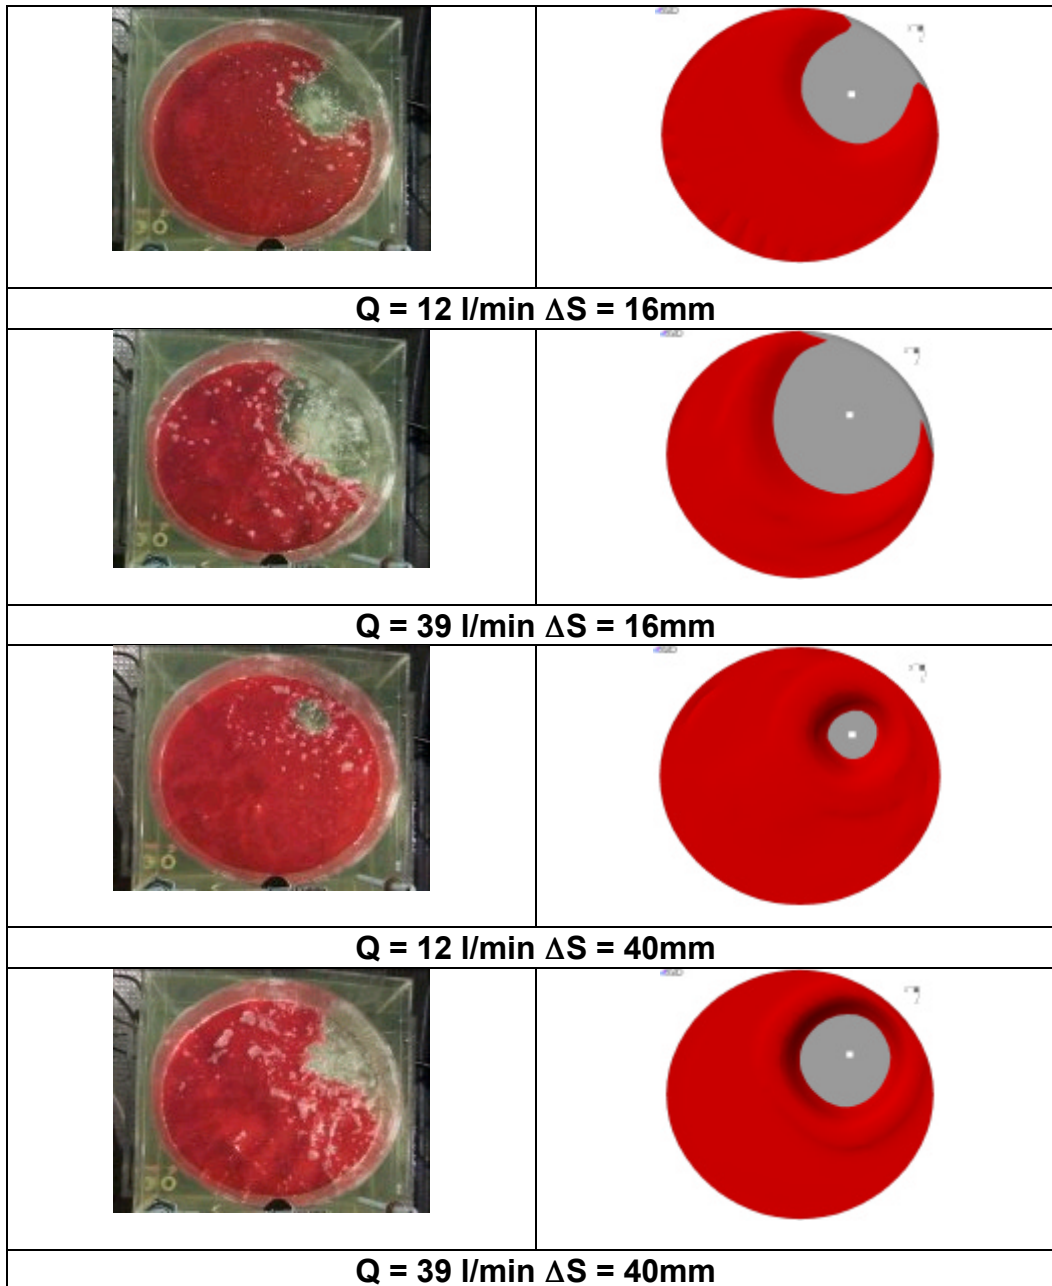 Q = 12 l/min ΔS = 16mm
Q = 39 l/min ΔS = 16mm
Q = 12 l/min ΔS = 40mm
Q = 39 l/min ΔS = 40mm